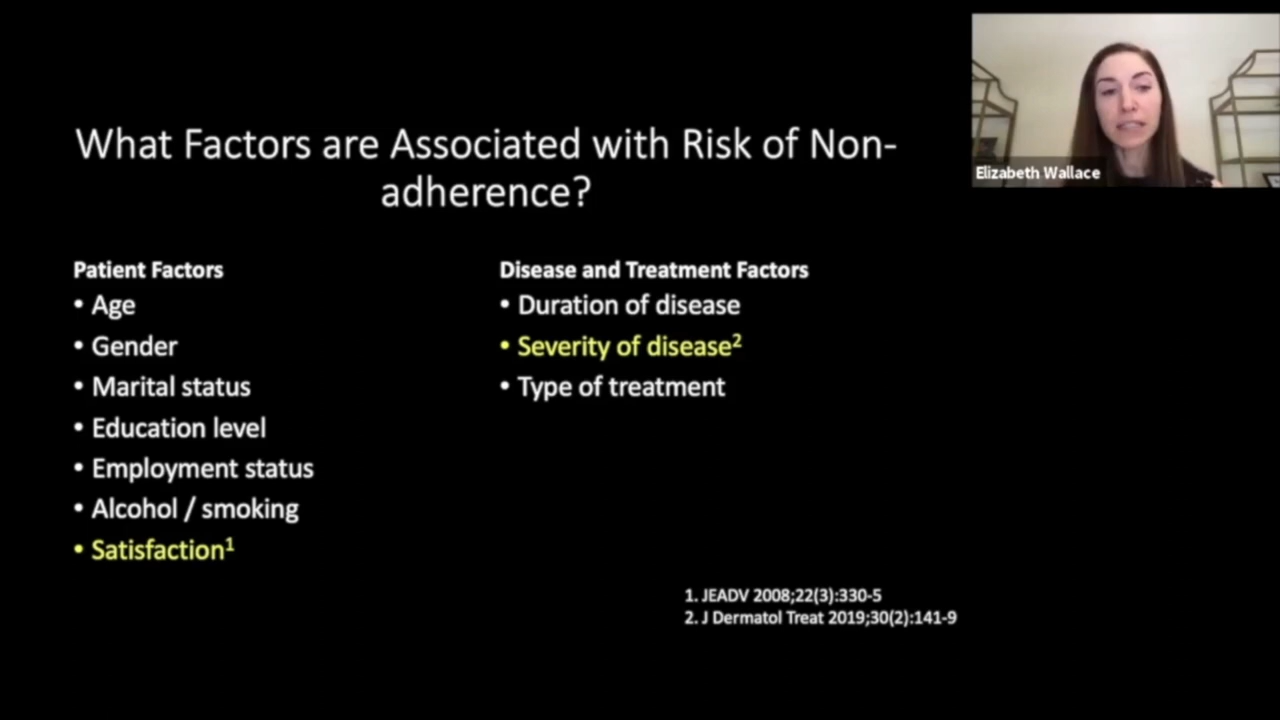 What Factors are Associated with Risk of Non-
adherence?
Elizabeth Wallace
Patient Factors
• Age
• Gender
• Marital status
• Education level
• Employment status
• Alcohol / smoking
• Satisfaction¹
Disease and Treatment Factors
• Duration of disease
• Severity of disease²
• Type of treatment
1. JEADV 2008;22(3):330-5
2. J Dermatol Treat 2019;30(2):141-9